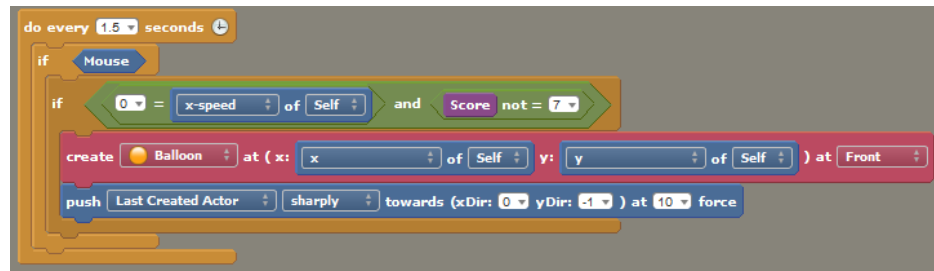 do every 1.5 seconds
if Mouse
if 0 = x-speed of Self and Score not = 7
create Balloon at ( x: x of Self y: y of Self ) at Front
push Last Created Actor sharply towards (xDir: 0 yDir: -1 ) at 10 force